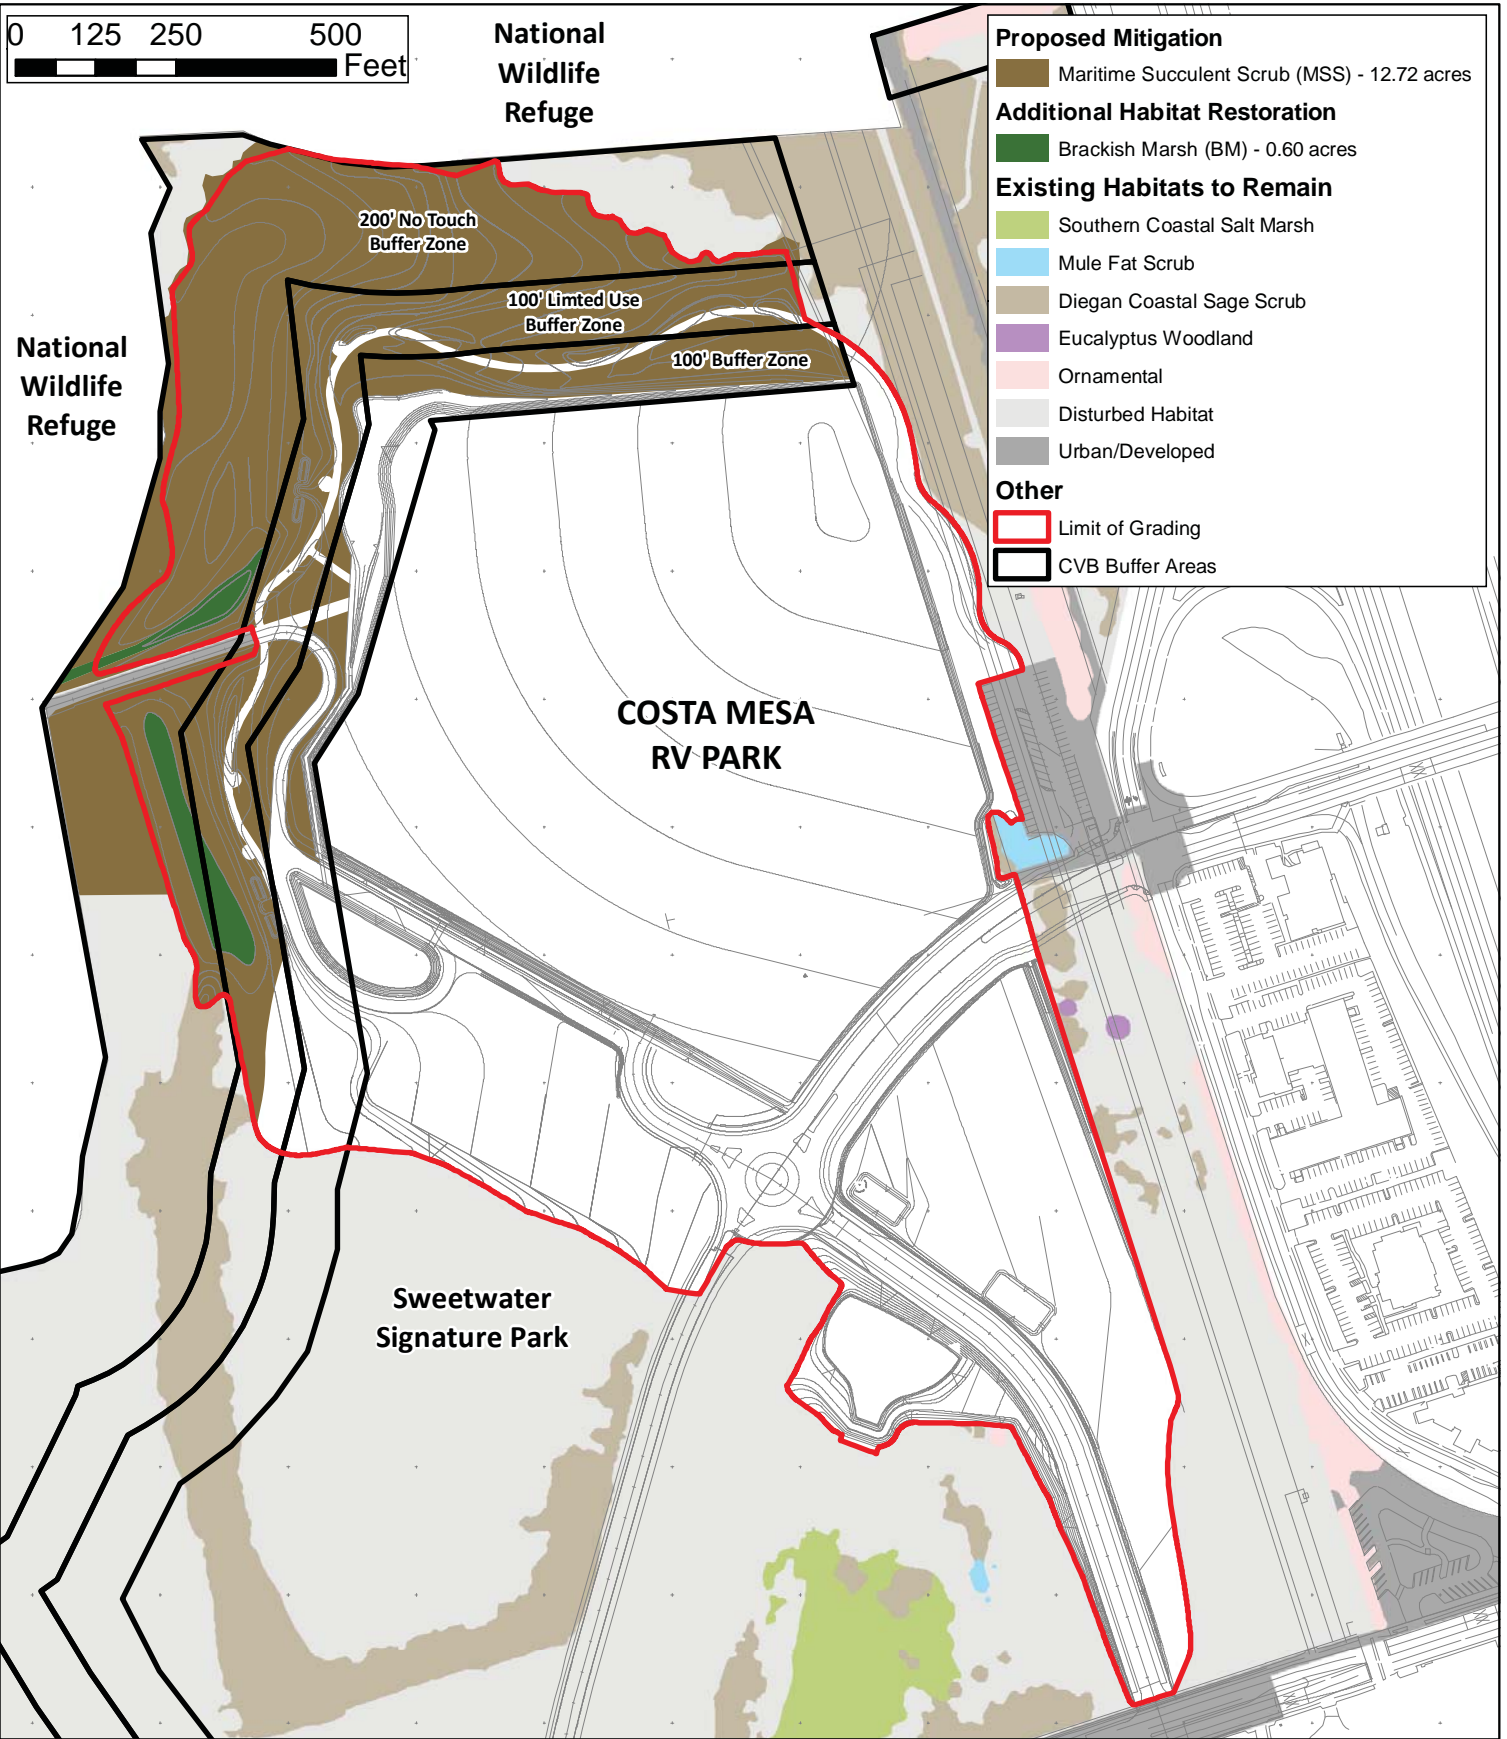 0 125 250 500
Feet
National
Wildlife
Refuge
Proposed Mitigation
Maritime Succulent Scrub (MSS) - 12.72 acres
Additional Habitat Restoration
Brackish Marsh (BM) - 0.60 acres
Existing Habitats to Remain
Southern Coastal Salt Marsh
Mule Fat Scrub
Diegan Coastal Sage Scrub
Eucalyptus Woodland
Ornamental
Disturbed Habitat
Urban/Developed
Other
Limit of Grading
CVB Buffer Areas
200' No Touch
Buffer Zone
100' Limted Use
Buffer Zone
100' Buffer Zone
National
Wildlife
Refuge
COSTA MESA
RV PARK
Sweetwater
Signature Park